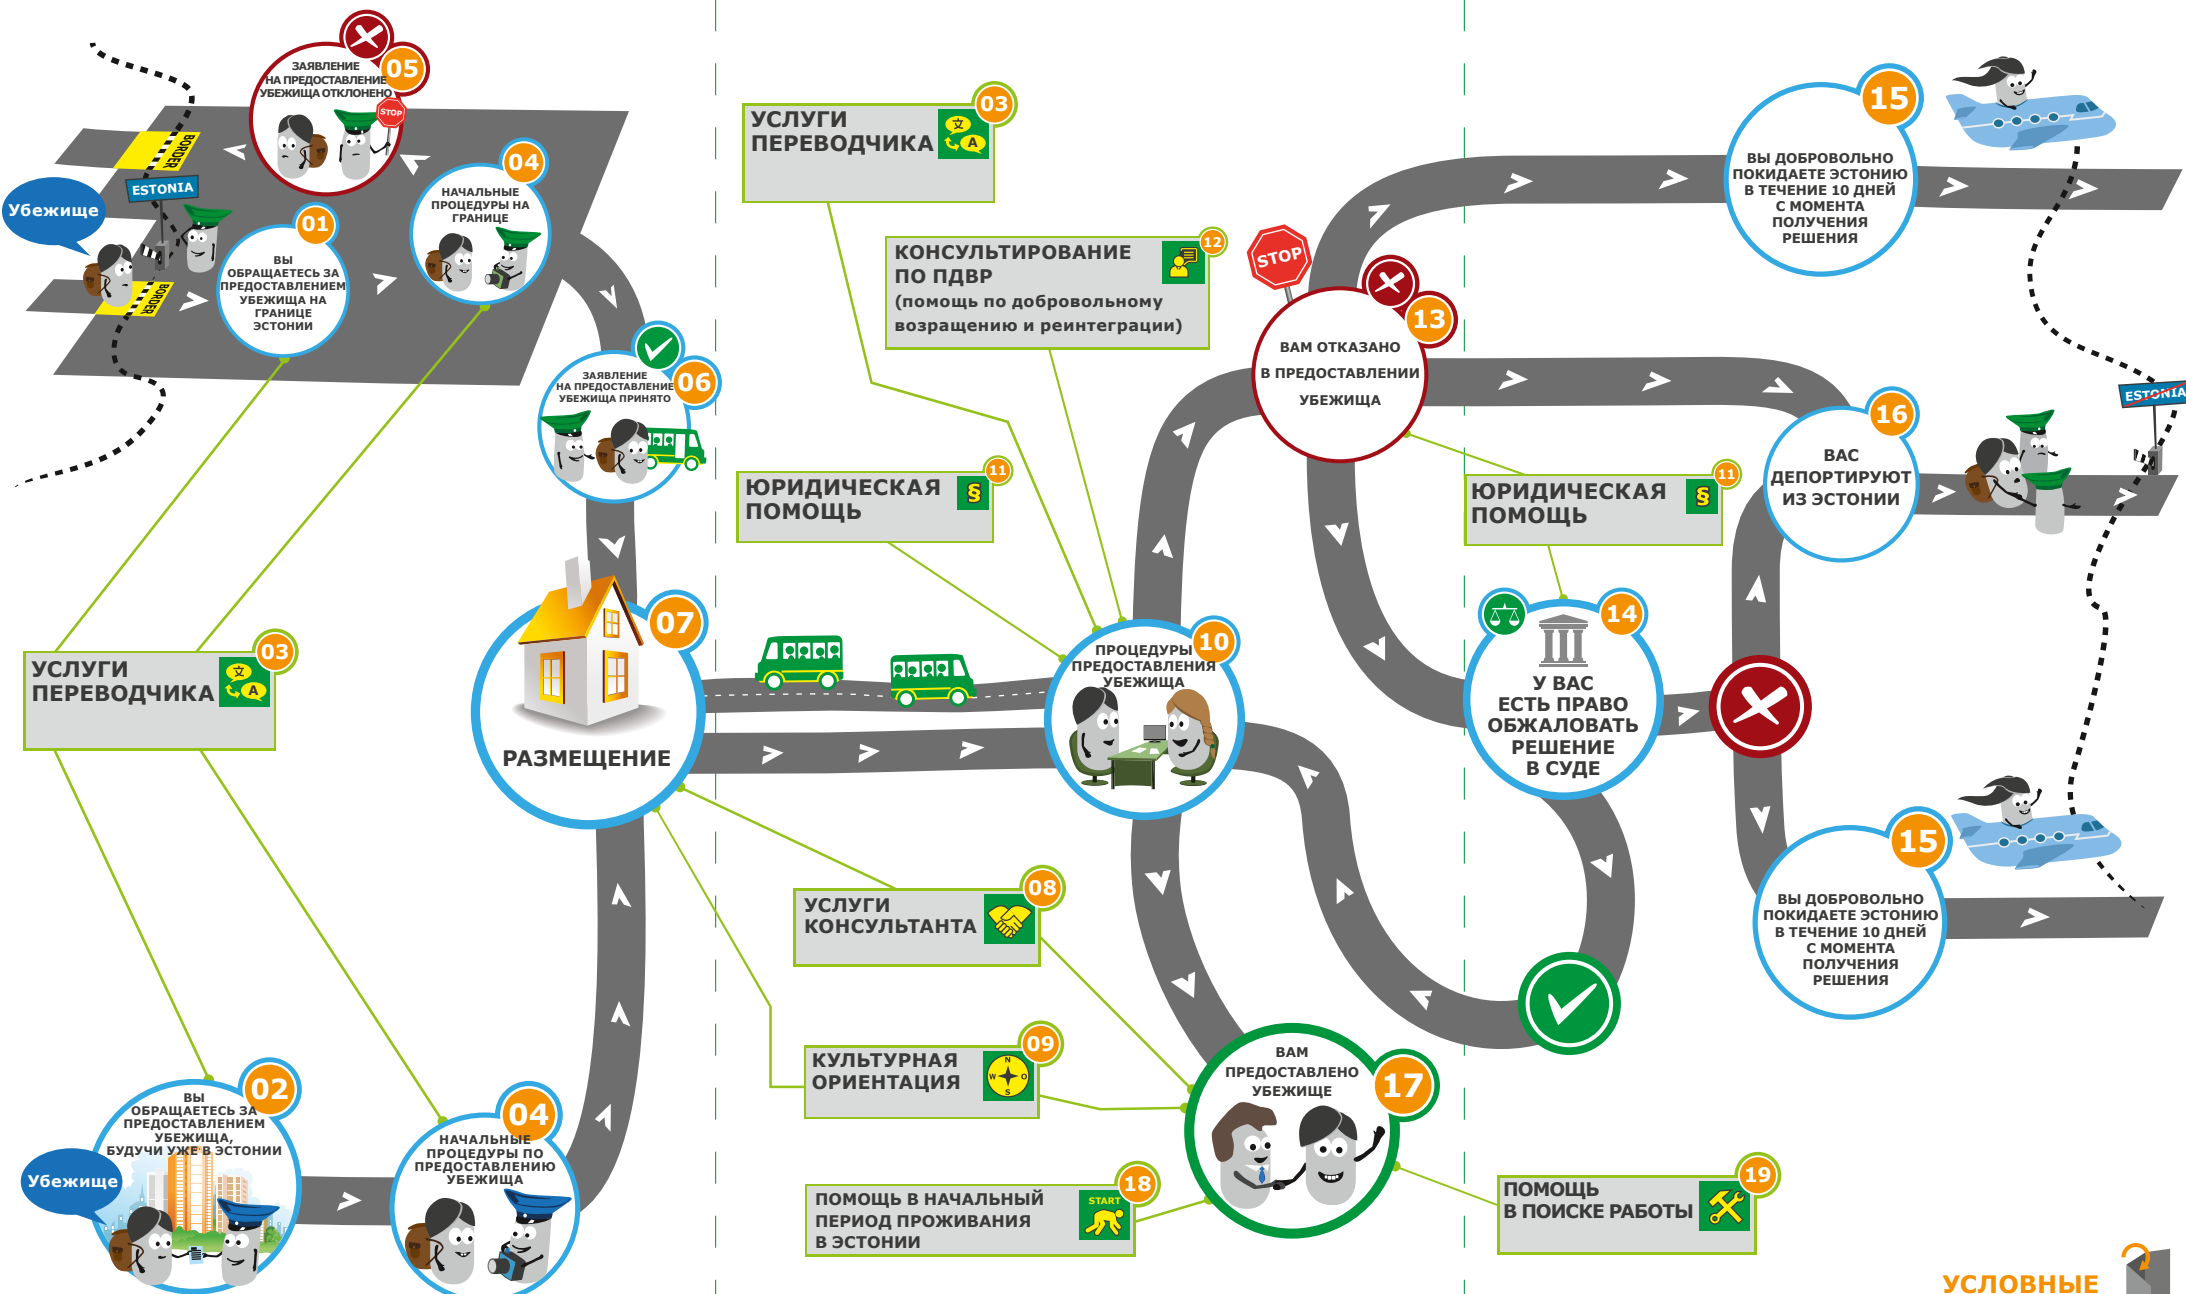 ЗАЯВЛЕНИЕ
НА ПРЕДОСТАВЛЕНИЕ
УБЕЖИЩА ОТКЛОНЕНО
05
STOP
BORDER
ESTONIA
Убежище
BORDER
01
ВЫ
ОБРАЩАЕТЕСЬ ЗА
ПРЕДОСТАВЛЕНИЕМ
УБЕЖИЩА НА
ГРАНИЦЕ
ЭСТОНИИ
04
НАЧАЛЬНЫЕ
ПРОЦЕДУРЫ НА
ГРАНИЦЕ
06
ЗАЯВЛЕНИЕ
НА ПРЕДОСТАВЛЕНИЕ
УБЕЖИЩА ПРИНЯТО
03
УСЛУГИ
ПЕРЕВОДЧИКА
文
A
07
РАЗМЕЩЕНИЕ
02
ВЫ
ОБРАЩАЕТЕСЬ ЗА
ПРЕДОСТАВЛЕНИЕМ
УБЕЖИЩА,
БУДУЧИ УЖЕ В ЭСТОНИИ
Убежище
04
НАЧАЛЬНЫЕ
ПРОЦЕДУРЫ ПО
ПРЕДОСТАВЛЕНИЮ
УБЕЖИЩА
03
УСЛУГИ
ПЕРЕВОДЧИКА
文
A
12
КОНСУЛЬТИРОВАНИЕ
ПО ПДВР
(помощь по добровольному
возращению и реинтеграции)
11
ЮРИДИЧЕСКАЯ
ПОМОЩЬ
§
10
ПРОЦЕДУРЫ
ПРЕДОСТАВЛЕНИЯ
УБЕЖИЩА
08
УСЛУГИ
КОНСУЛЬТАНТА
09
КУЛЬТУРНАЯ
ОРИЕНТАЦИЯ
N
W O
S
18
ПОМОЩЬ В НАЧАЛЬНЫЙ
ПЕРИОД ПРОЖИВАНИЯ
В ЭСТОНИИ
START
17
ВАМ
ПРЕДОСТАВЛЕНО
УБЕЖИЩЕ
STOP
13
ВАМ ОТКАЗАНО
В ПРЕДОСТАВЛЕНИИ
УБЕЖИЩА
11
ЮРИДИЧЕСКАЯ
ПОМОЩЬ
§
14
У ВАС
ЕСТЬ ПРАВО
ОБЖАЛОВАТЬ
РЕШЕНИЕ
В СУДЕ
15
ВЫ ДОБРОВОЛЬНО
ПОКИДАЕТЕ ЭСТОНИЮ
В ТЕЧЕНИЕ 10 ДНЕЙ
С МОМЕНТА
ПОЛУЧЕНИЯ
РЕШЕНИЯ
16
ВАС
ДЕПОРТИРУЮТ
ИЗ ЭСТОНИИ
ESTONIA
15
ВЫ ДОБРОВОЛЬНО
ПОКИДАЕТЕ ЭСТОНИЮ
В ТЕЧЕНИЕ 10 ДНЕЙ
С МОМЕНТА
ПОЛУЧЕНИЯ
РЕШЕНИЯ
19
ПОМОЩЬ
В ПОИСКЕ РАБОТЫ
УСЛОВНЫЕ